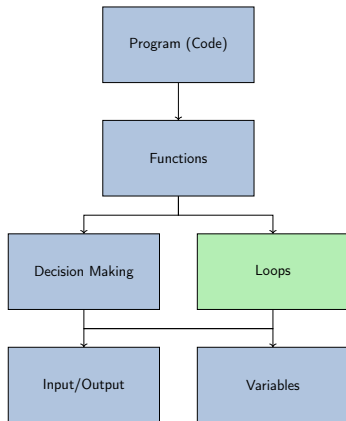 Program (Code)
Functions
Decision Making
Loops
Input/Output
Variables